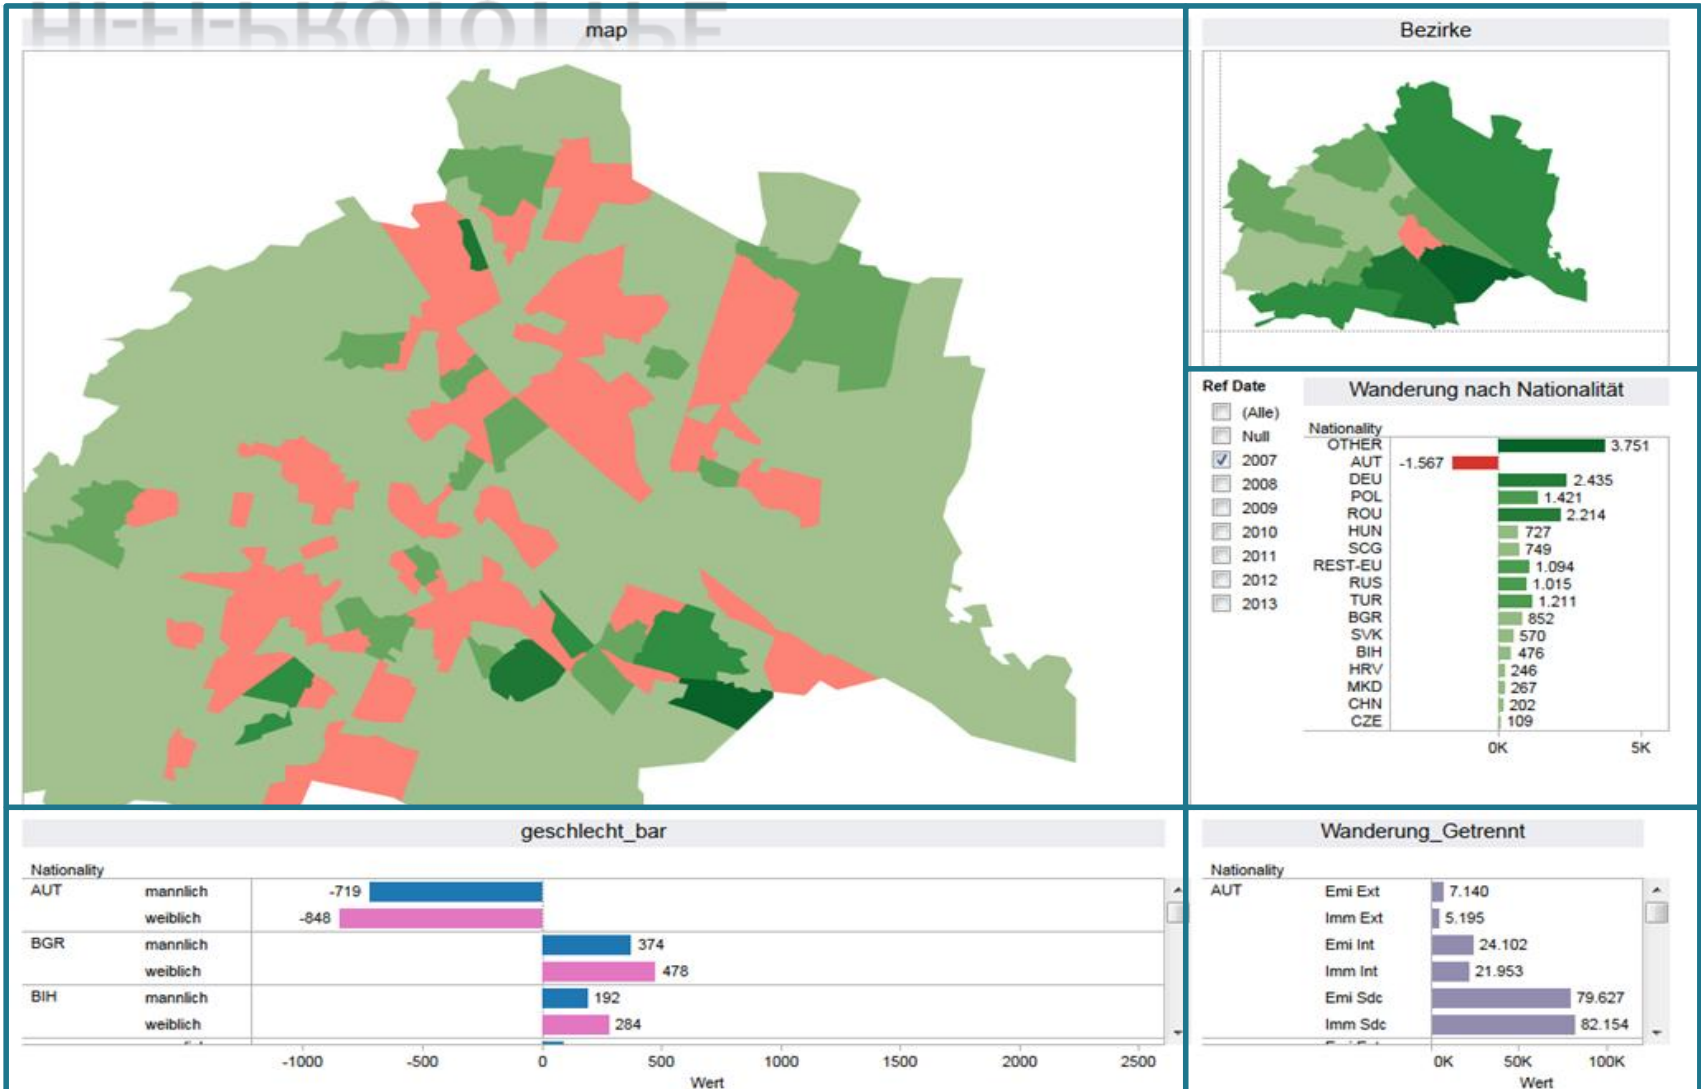 HI-FI-PROTOTYPE
map
Bezirke
Ref Date
(Alle)
Null
2007
2008
2009
2010
2011
2012
2013
Wanderung nach Nationalität
Nationality
OTHER 3.751
AUT -1.567
DEU 2.435
POL 1.421
ROU 2.214
HUN 727
SCG 749
REST-EU 1.094
RUS 1.015
TUR 1.211
BGR 852
SVK 570
BIH 476
HRV 246
MKD 267
CHN 202
CZE 109
0K 5K
geschlecht_bar
Nationality
AUT mannlich -719
weiblich -848
BGR mannlich 374
weiblich 478
BIH mannlich 192
weiblich 284
-1000 -500 0 500 1000 1500 2000 2500
Wert
Wanderung_Getrennt
Nationality
AUT Emi Ext 7.140
Imm Ext 5.195
Emi Int 24.102
Imm Int 21.953
Emi Sdc 79.627
Imm Sdc 82.154
0K 50K 100K
Wert